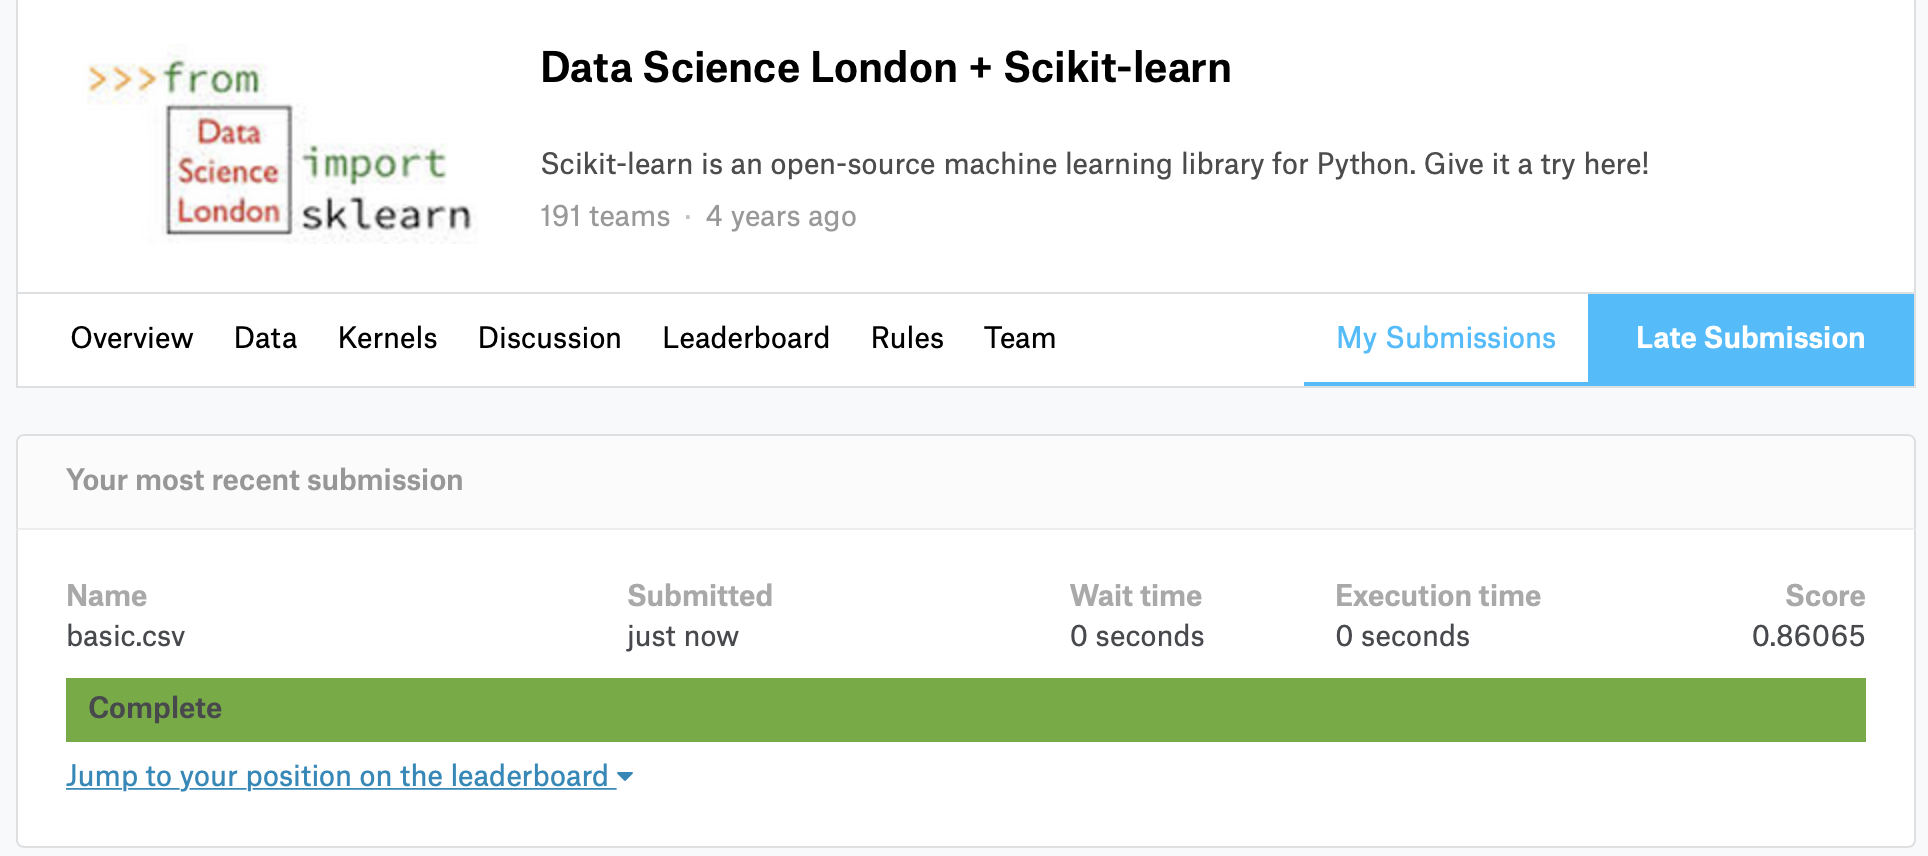 >>>from
Data
Science
London
import
sklearn
Data Science London + Scikit-learn
Scikit-learn is an open-source machine learning library for Python. Give it a try here!
191 teams · 4 years ago
Overview Data Kernels Discussion Leaderboard Rules Team My Submissions Late Submission
Your most recent submission
Name Submitted Wait time Execution time Score
basic.csv just now 0 seconds 0 seconds 0.86065
Complete
Jump to your position on the leaderboard